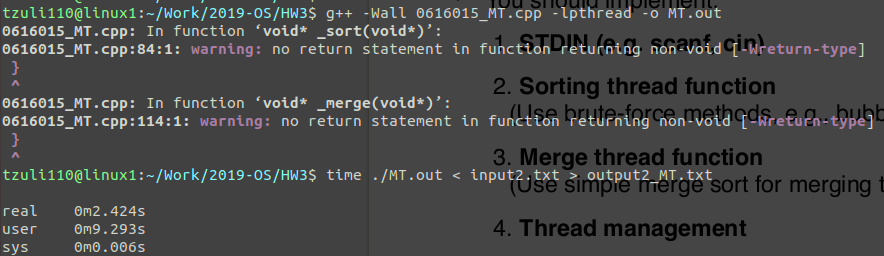 tzuli110@linux1:~/Work/2019-OS/HW3$ g++ -Wall 0616015_MT.cpp -lpthread -o MT.out
0616015_MT.cpp: In function ‘void* _sort(void*)’:
0616015_MT.cpp:84:1: warning: no return statement in function returning non-void [-Wreturn-type]
}
^
0616015_MT.cpp: In function ‘void* _merge(void*)’:
0616015_MT.cpp:114:1: warning: no return statement in function returning non-void [-Wreturn-type]
}
^
tzuli110@linux1:~/Work/2019-OS/HW3$ time ./MT.out < input2.txt > output2_MT.txt
real 0m2.424s
user 0m9.293s
sys 0m0.006s
You should implement.
1. STDIN (e.g. scanf, cin)
2. Sorting thread function
(Use brute-force methods, e.g., bubb
3. Merge thread function
(Use simple merge sort for merging t
4. Thread management